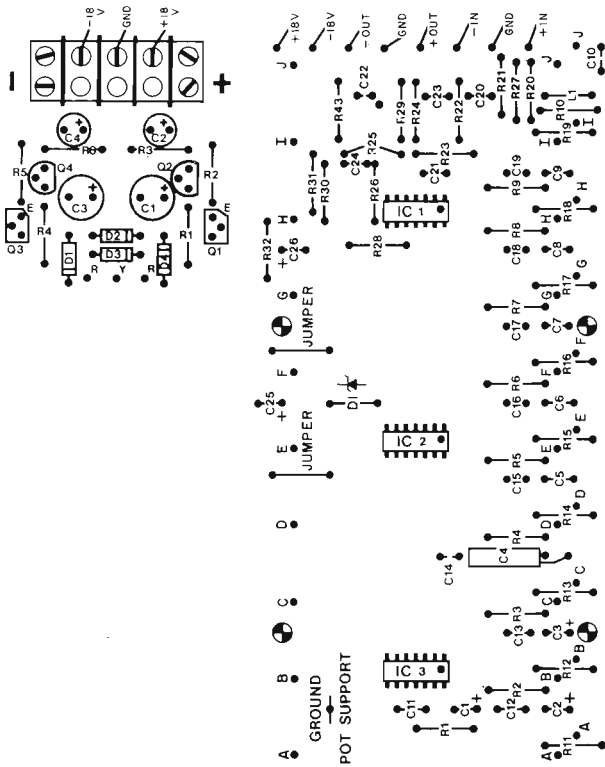 -18 V
GND
+18 V
-
+
C4
R6
R3
C2
R5
Q4
Q2
R2
E
C3
C1
E
R4
R1
Q3
Q1
D1
D2
D3
D4
R
Y
R
+18V
-18V
-OUT
GND
+OUT
-IN
GND
+IN
J
J
J
C10
R43
C22
R29
R24
C23
R22
C20
R21
R27
R20
L1
R10
R19
I
I
I
R25
C24
R23
C21
R31
R30
R26
C19
C9
R9
IC 1
H
H
H
R18
R32
C26
+
R28
R8
C18
C8
G
G
G
R17
R7
C17
C7
JUMPER
F
F
F
R16
R6
C16
C6
C25
+
D1
IC 2
E
E
E
R15
R5
C15
C5
JUMPER
D
D
D
R14
R4
C14
C4
C
C
C
R13
R3
C13
C3
+
B
B
B
R12
IC 3
R2
GROUND
POT SUPPORT
C11
C1
+
C12
C2
+
R1
A
A
A
R11